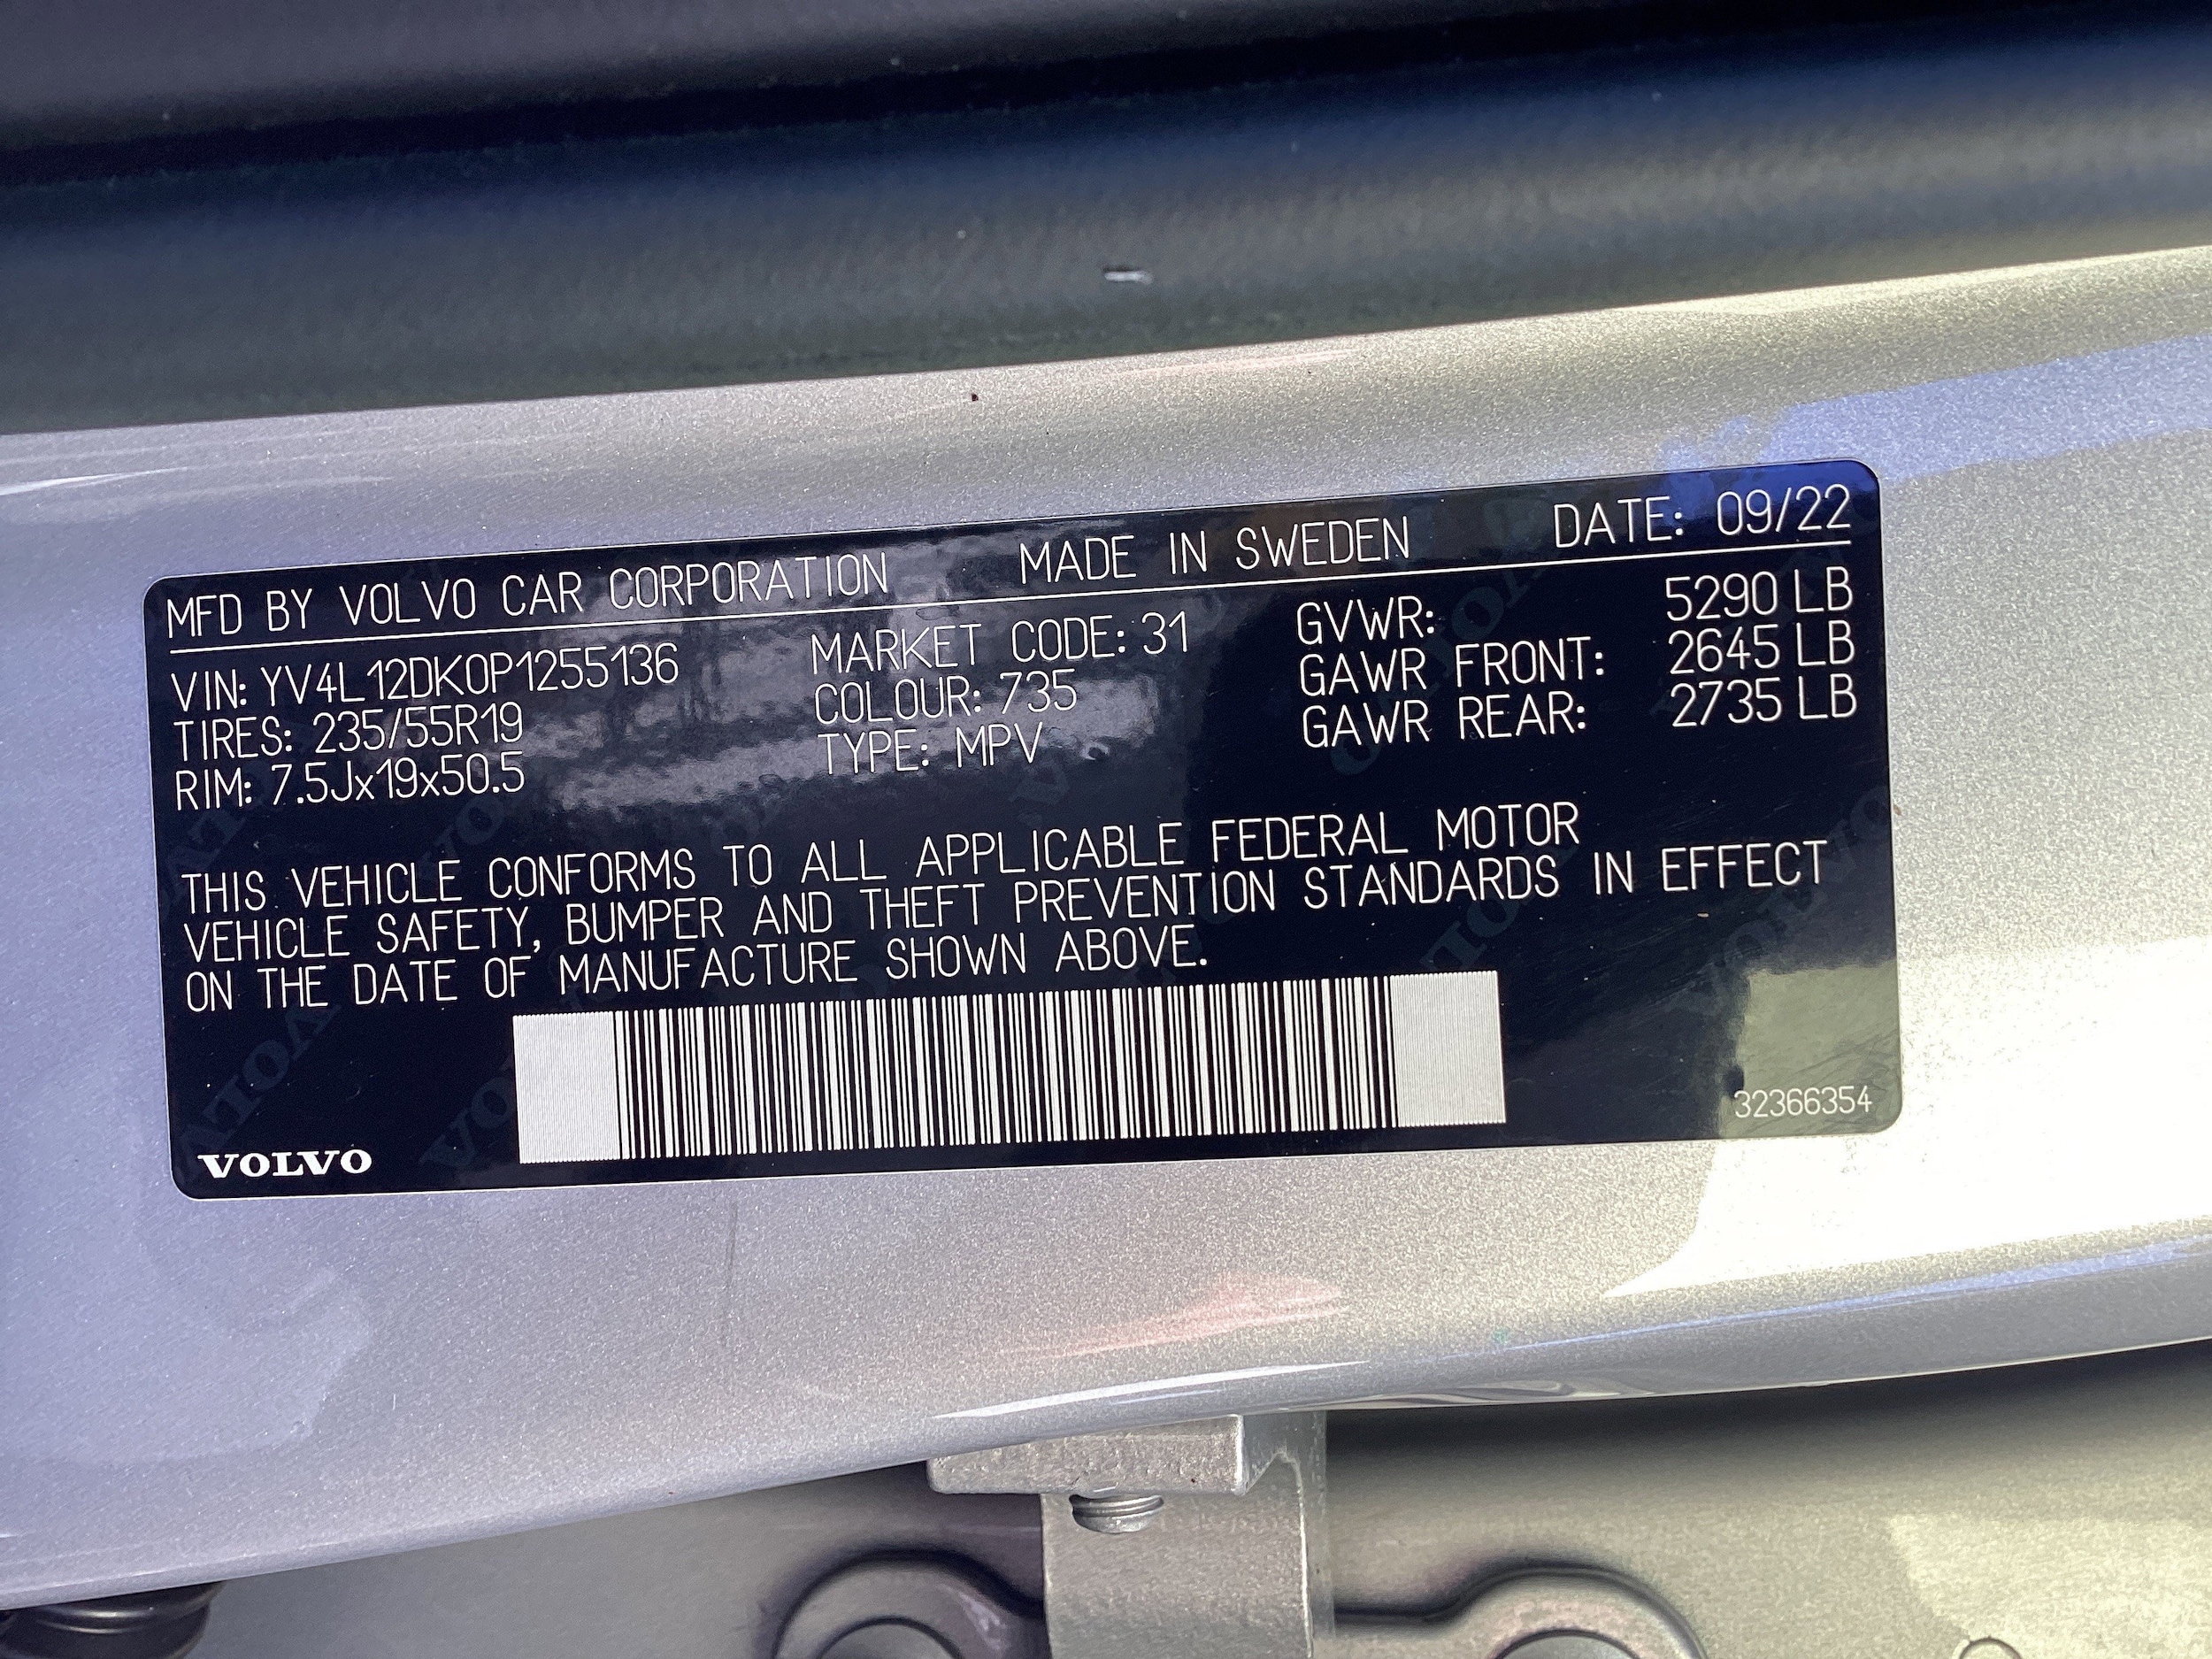 MFD BY VOLVO CAR CORPORATION MADE IN SWEDEN DATE: 09/22
VIN: YV4L12DK0P1255136 MARKET CODE: 31 GVWR: 5290 LB
TIRES: 235/55R19 COLOUR: 735 GAWR FRONT: 2645 LB
RIM: 7.5Jx19x50.5 TYPE: MPV GAWR REAR: 2735 LB
THIS VEHICLE CONFORMS TO ALL APPLICABLE FEDERAL MOTOR
VEHICLE SAFETY, BUMPER AND THEFT PREVENTION STANDARDS IN EFFECT
ON THE DATE OF MANUFACTURE SHOWN ABOVE.
32366354
VOLVO